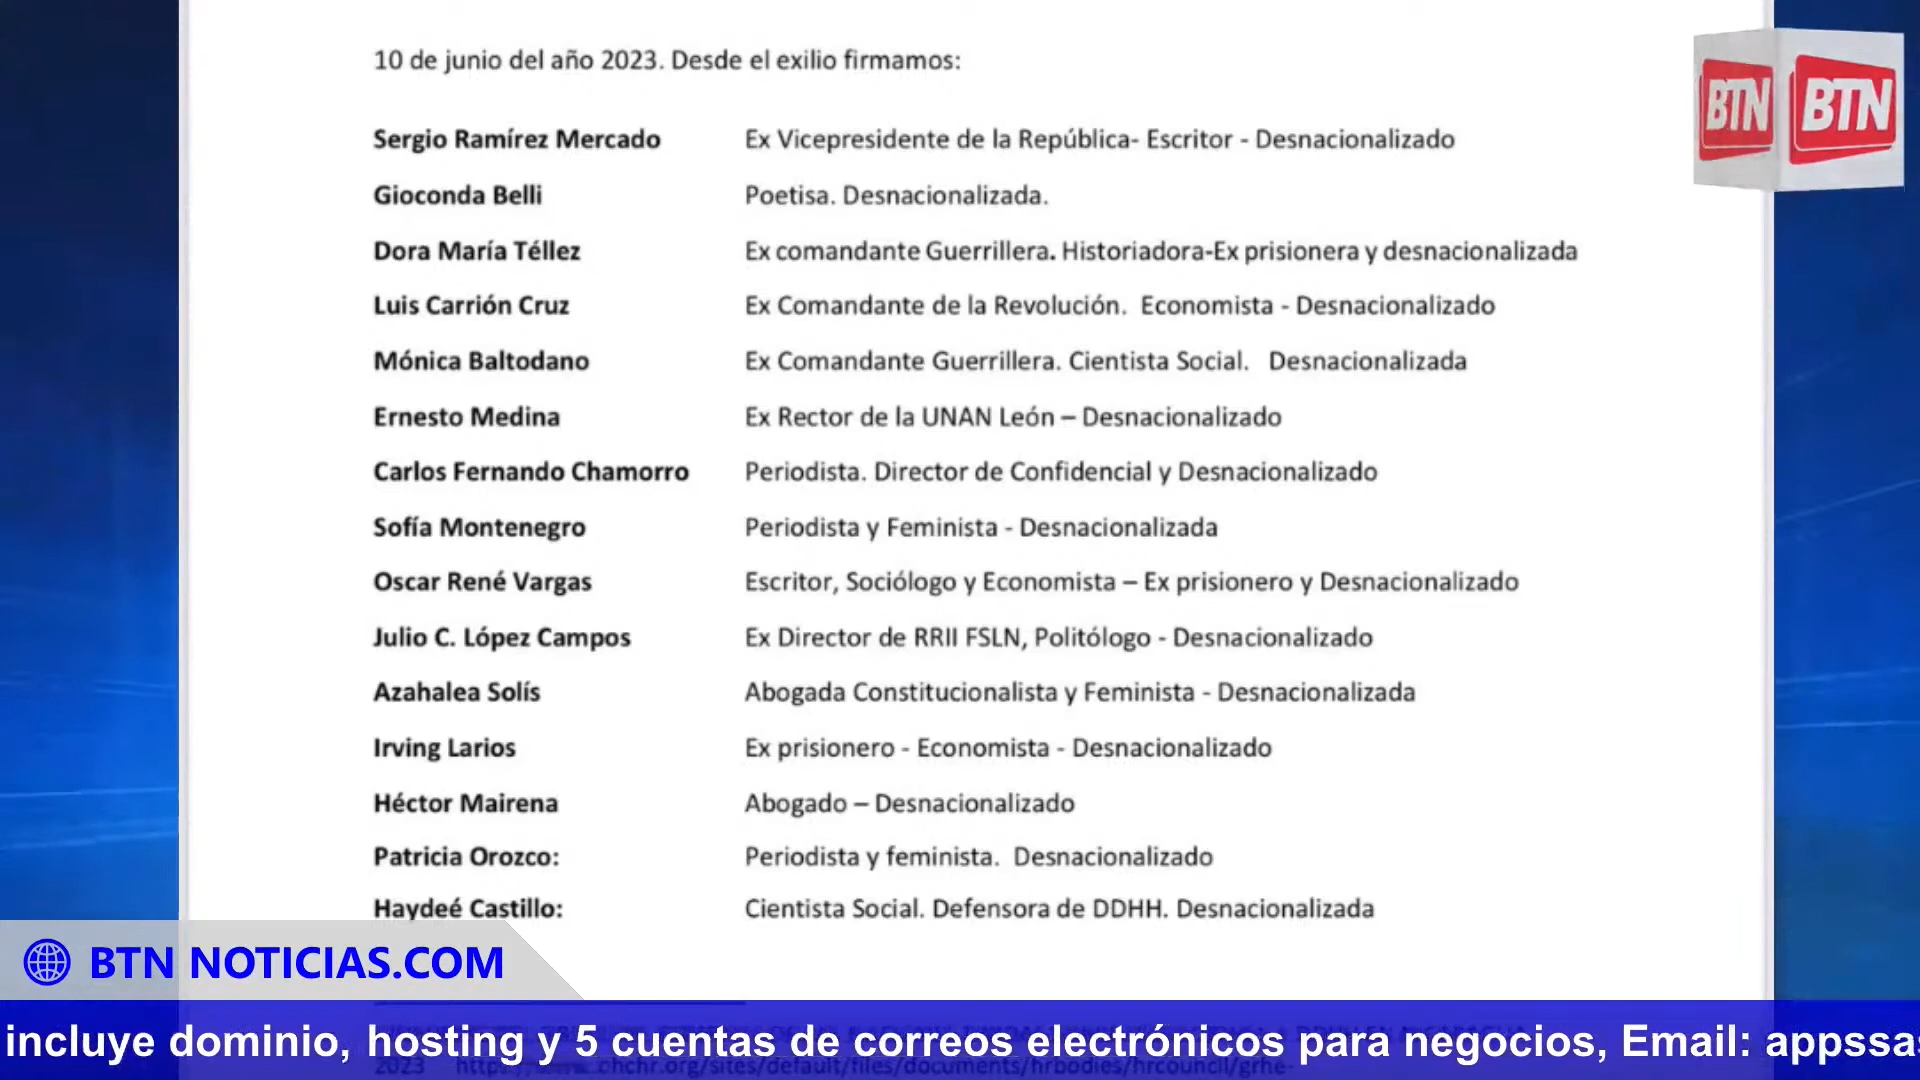 10 de junio del año 2023. Desde el exilio firmamos:
BTN BTN
Sergio Ramírez Mercado Ex Vicepresidente de la República- Escritor - Desnacionalizado
Gioconda Belli Poetisa. Desnacionalizada.
Dora María Téllez Ex comandante Guerrillera. Historiadora-Ex prisionera y desnacionalizada
Luis Carrión Cruz Ex Comandante de la Revolución. Economista - Desnacionalizado
Mónica Baltodano Ex Comandante Guerrillera. Cientista Social. Desnacionalizada
Ernesto Medina Ex Rector de la UNAN León – Desnacionalizado
Carlos Fernando Chamorro Periodista. Director de Confidencial y Desnacionalizado
Sofía Montenegro Periodista y Feminista - Desnacionalizada
Oscar René Vargas Escritor, Sociólogo y Economista – Ex prisionero y Desnacionalizado
Julio C. López Campos Ex Director de RRII FSLN, Politólogo - Desnacionalizado
Azahalea Solís Abogada Constitucionalista y Feminista - Desnacionalizada
Irving Larios Ex prisionero - Economista - Desnacionalizado
Héctor Mairena Abogado – Desnacionalizado
Patricia Orozco: Periodista y feminista. Desnacionalizado
Haydeé Castillo: Cientista Social. Defensora de DDHH. Desnacionalizada
BTN NOTICIAS.COM
incluye dominio, hosting y 5 cuentas de correos electrónicos para negocios, Email: appssa
2023